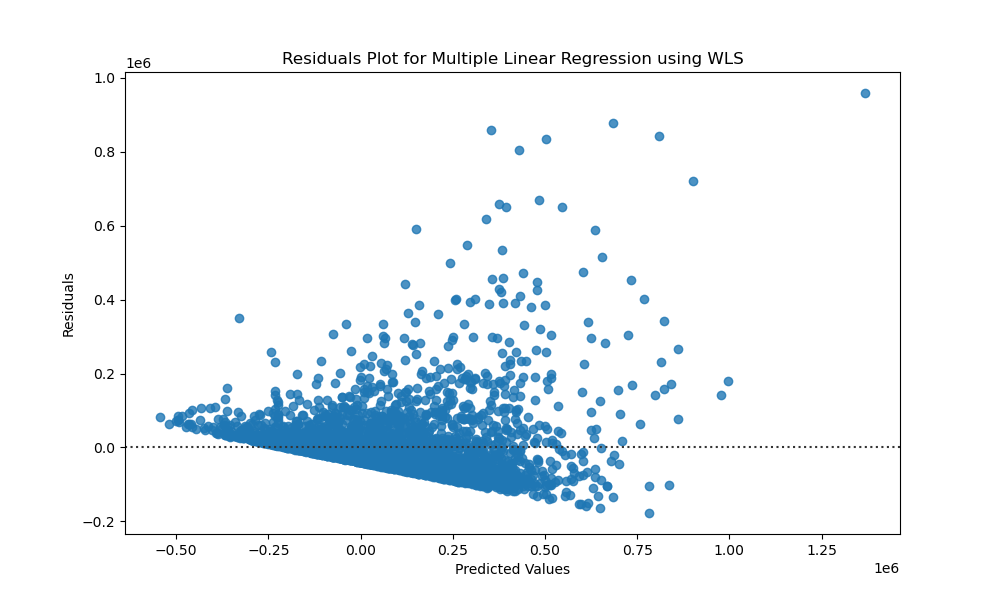 Residuals Plot for Multiple Linear Regression using WLS
1e6
1.0
0.8
0.6
0.4
0.2
0.0
−0.2
Residuals
−0.50 −0.25 0.00 0.25 0.50 0.75 1.00 1.25
1e6
Predicted Values